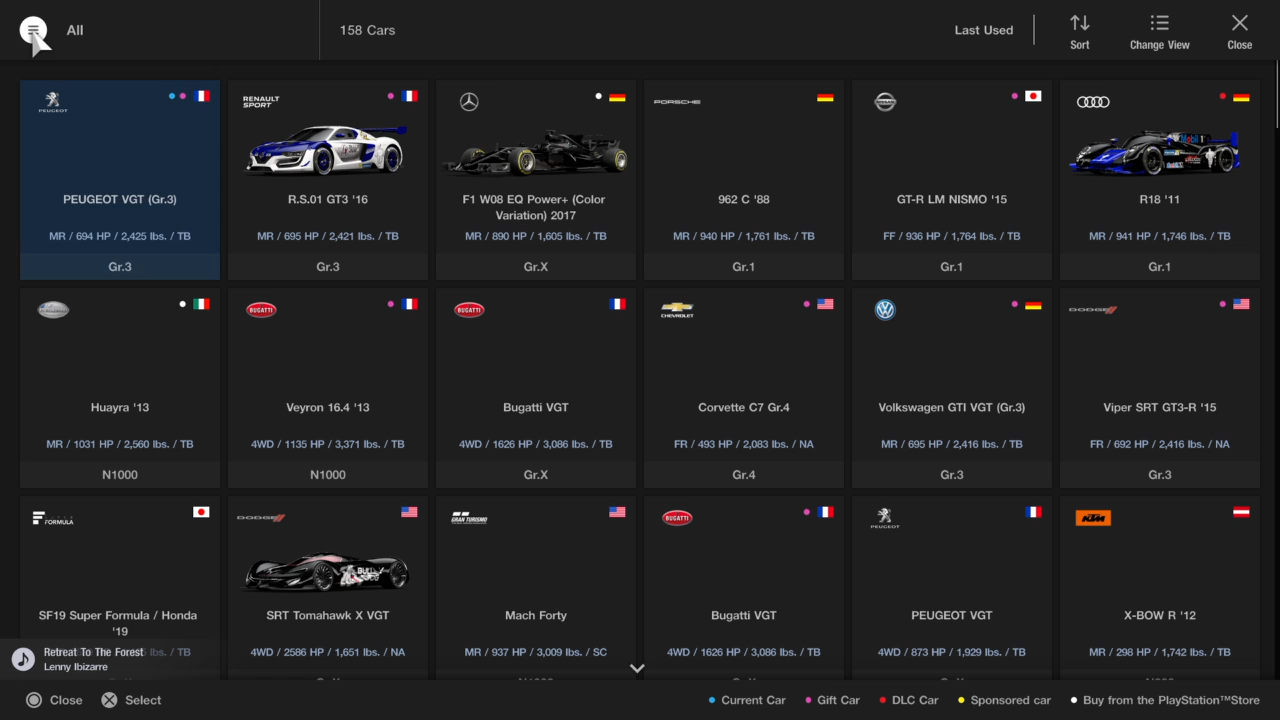 All
158 Cars
Last Used
Sort
Change View
Close
PEUGEOT
PEUGEOT VGT (Gr.3)
MR / 694 HP / 2,425 lbs. / TB
Gr.3
RENAULT
SPORT
R.S.01 GT3 '16
MR / 695 HP / 2,421 lbs. / TB
Gr.3
F1 W08 EQ Power+ (Color
Variation) 2017
MR / 890 HP / 1,605 lbs. / TB
Gr.X
PORSCHE
962 C '88
MR / 940 HP / 1,761 lbs. / TB
Gr.1
NISSAN
GT-R LM NISMO '15
FF / 936 HP / 1,764 lbs. / TB
Gr.1
Mobil 1
R18 '11
MR / 941 HP / 1,746 lbs. / TB
Gr.1
Huayra '13
MR / 1031 HP / 2,560 lbs. / TB
N1000
BUGATTI
Veyron 16.4 '13
4WD / 1135 HP / 3,371 lbs. / TB
N1000
BUGATTI
Bugatti VGT
4WD / 1626 HP / 3,086 lbs. / TB
Gr.X
CHEVROLET
Corvette C7 Gr.4
FR / 493 HP / 2,083 lbs. / NA
Gr.4
Volkswagen GTI VGT (Gr.3)
MR / 695 HP / 2,416 lbs. / TB
Gr.3
DODGE
Viper SRT GT3-R '15
FR / 692 HP / 2,416 lbs. / NA
Gr.3
FORMULA
SF19 Super Formula / Honda
'19
lbs. / TB
DODGE
SRT Tomahawk X VGT
4WD / 2586 HP / 1,651 lbs. / NA
GRAN TURISMO
Mach Forty
MR / 937 HP / 3,009 lbs. / SC
BUGATTI
Bugatti VGT
4WD / 1626 HP / 3,086 lbs. / TB
PEUGEOT
PEUGEOT VGT
4WD / 873 HP / 1,929 lbs. / TB
KTM
X-BOW R '12
MR / 298 HP / 1,742 lbs. / TB
Retreat To The Forest
Lenny Ibizarre
Close
Select
Current Car
Gift Car
DLC Car
Sponsored car
Buy from the PlayStation™Store